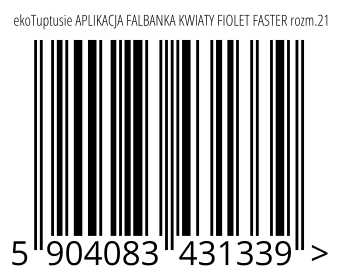 ekoTuptusie APLIKACJA FALBANKA KWIATY FIOLET FASTER rozm.21
5 904083 431339 >